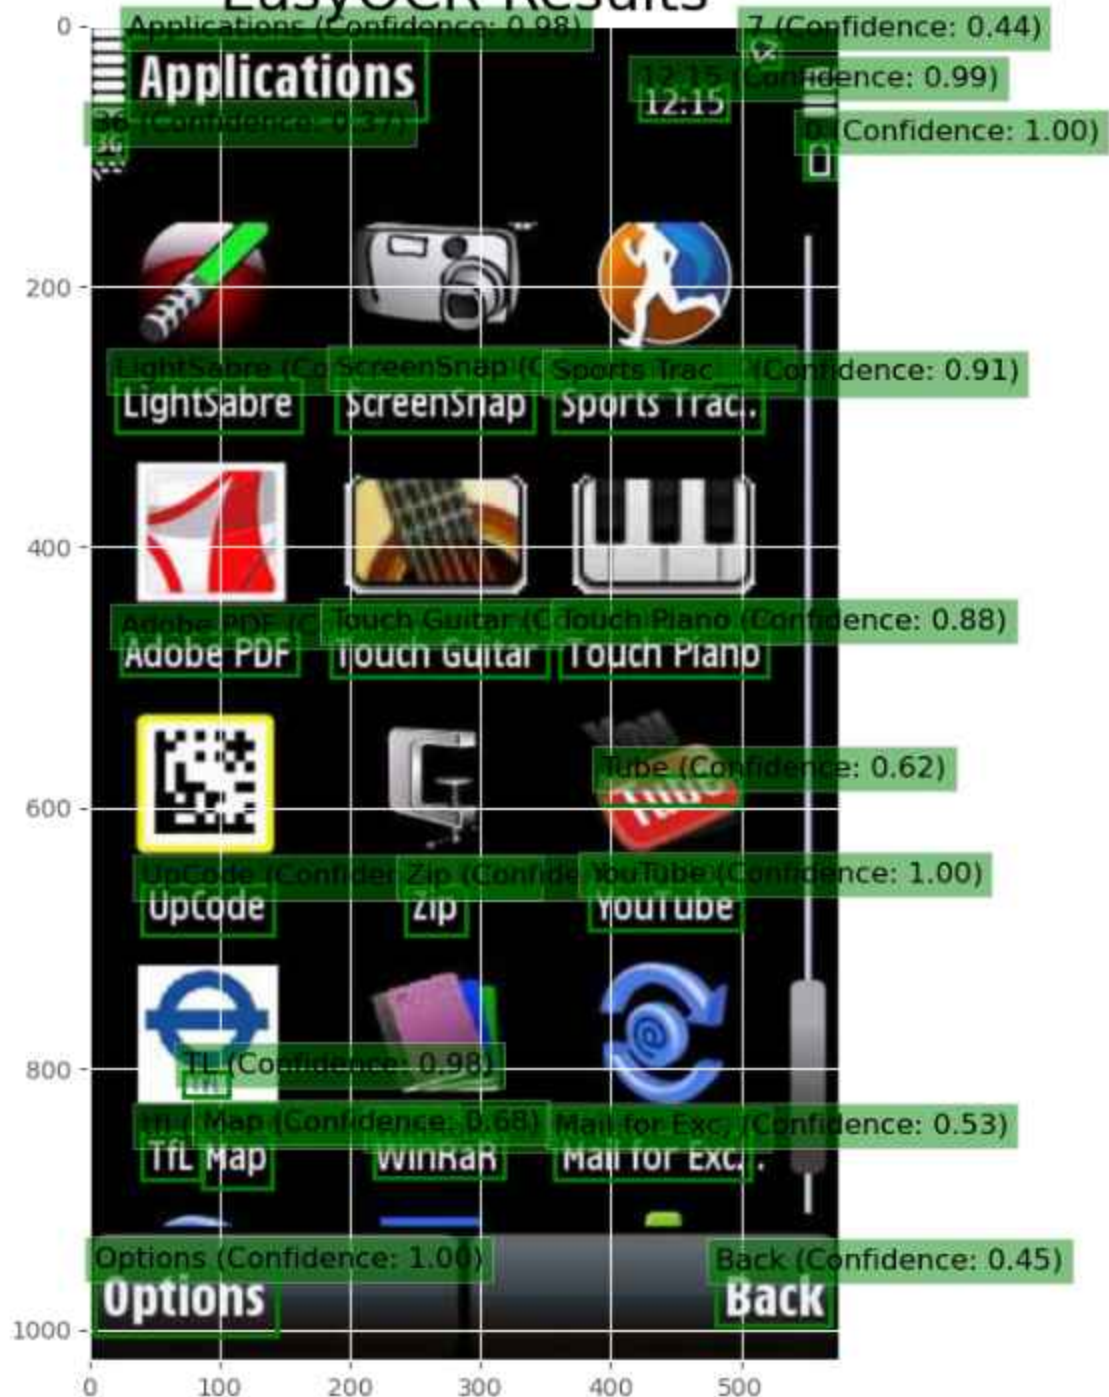 EasyOCR Results
Applications (Confidence: 0.98)
7 (Confidence: 0.44)
Applications
12:15 (Confidence: 0.99)
12:15
36 (Confidence: 0.37)
0 (Confidence: 1.00)
3G
LightSabre (Co
ScreenSnap (C
Sports Trac (Confidence: 0.91)
LightSabre
ScreenSnap
Sports Trac..
Adobe PDF (C
Touch Guitar (C
Touch Piano (Confidence: 0.88)
Adobe PDF
Touch Guitar
Touch Piano
You
Tube (Confidence: 0.62)
Tube
UpCode (Confider
Zip (Confide
YouTube (Confidence: 1.00)
UpCode
Zip
YouTube
TL (Confidence: 0.98)
Map (Confidence: 0.68)
Mail for Exc, (Confidence: 0.53)
TfL Map
WinRaR
Mail for Exc. .
Options (Confidence: 1.00)
Back (Confidence: 0.45)
Options
Back
0
200
400
600
800
1000
0 100 200 300 400 500